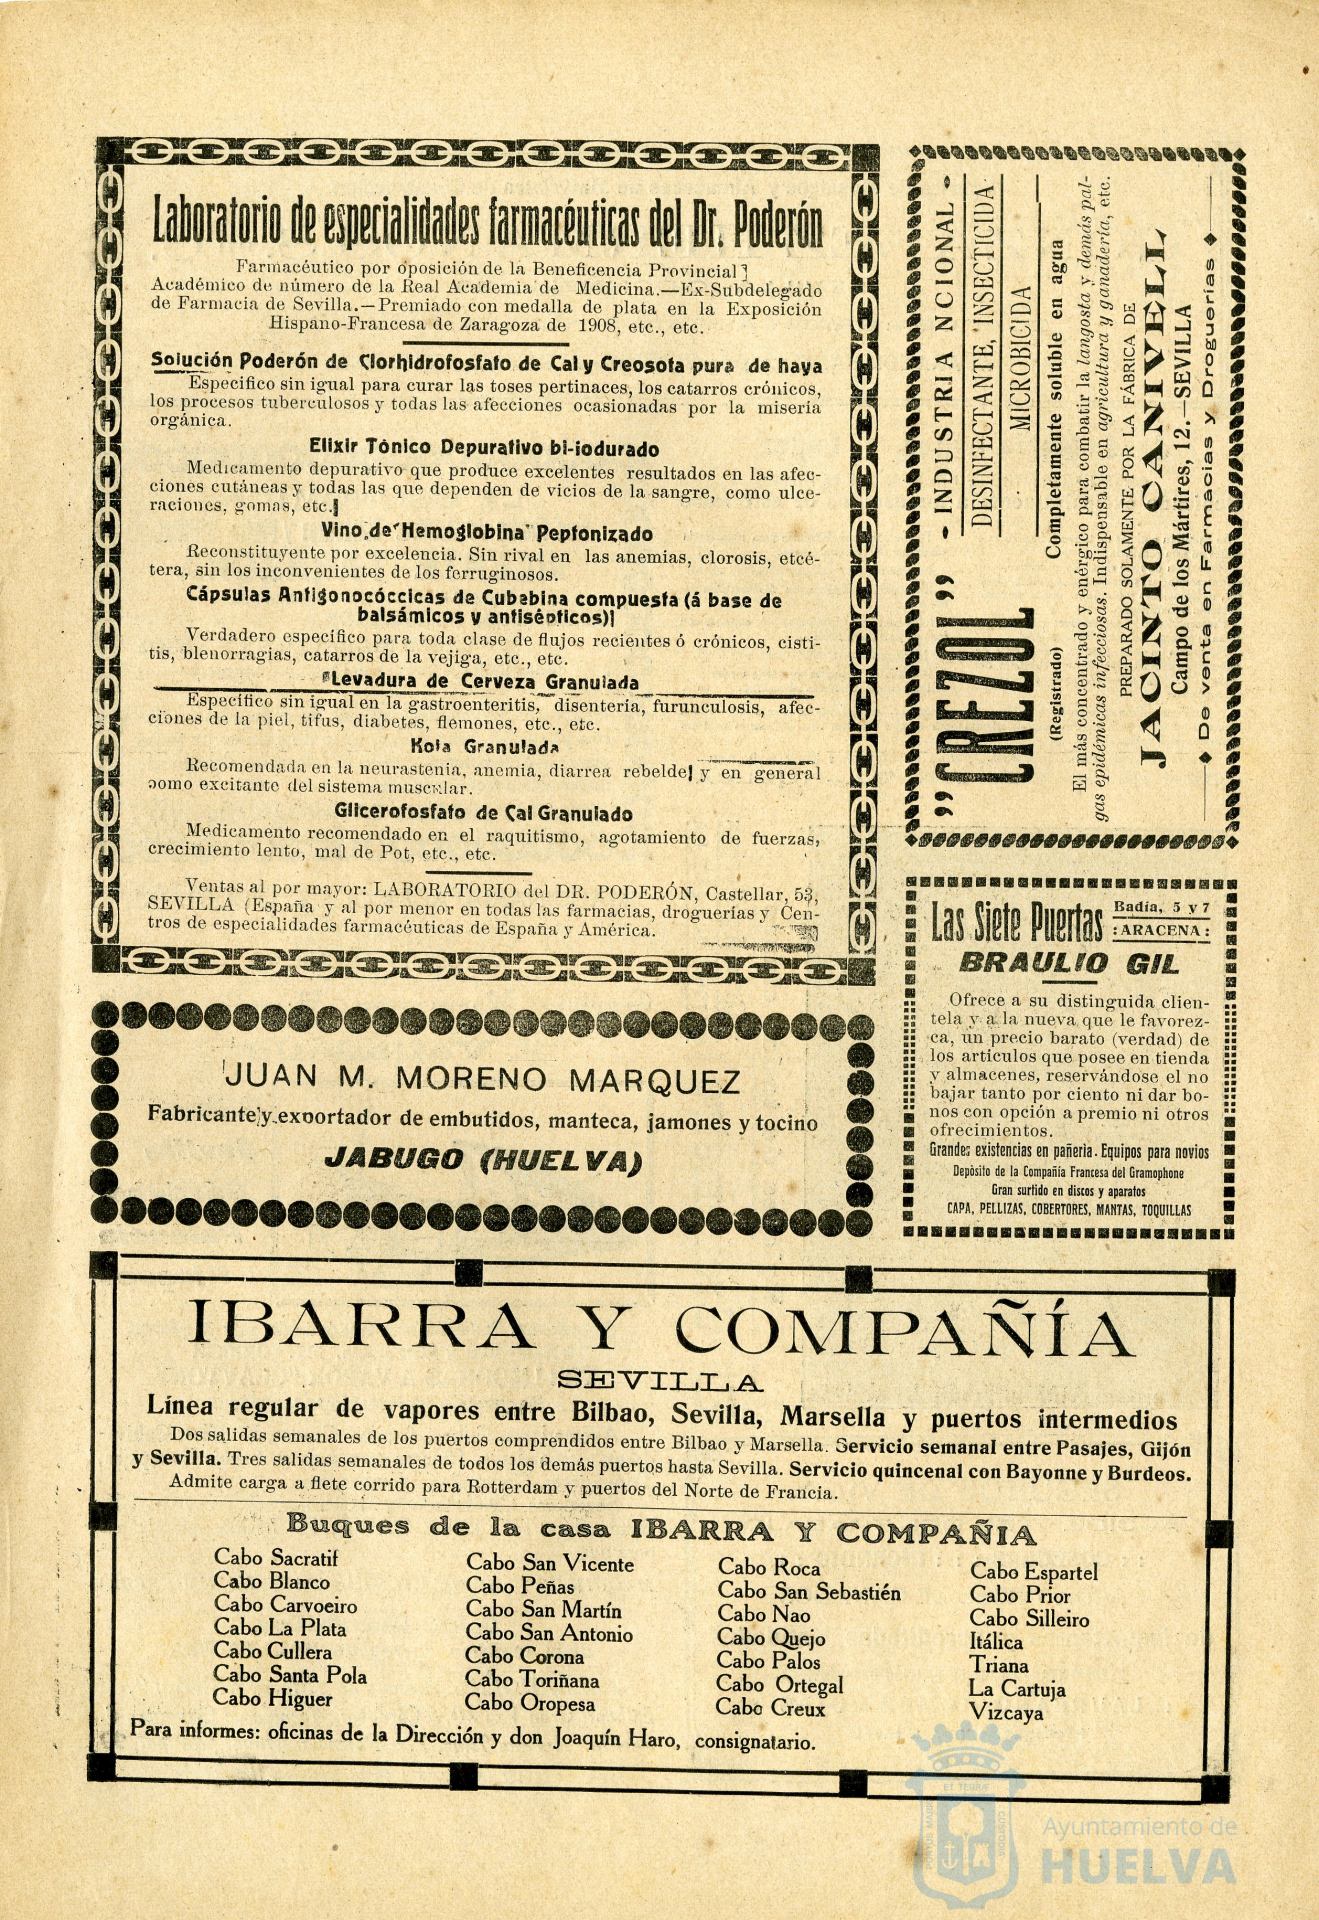 Laboratorio de especialidades farmacéuticas del Dr. Poderón
Farmacéutico por oposición de la Beneficencia Provincial
Académico de número de la Real Academia de Medicina.—Ex-Subdelegado
de Farmacia de Sevilla.—Premiado con medalla de plata en la Exposición
Hispano-Francesa de Zaragoza de 1908, etc., etc.
Solución Poderón de Clorhidrofosfato de Cal y Creosota pura de haya
Específico sin igual para curar las toses pertinaces, los catarros crónicos,
los procesos tuberculosos y todas las afecciones ocasionadas por la misería
orgánica.
Elixir Tónico Depurativo bi-iodurado
Medicamento depurativo que produce excelentes resultados en las afec-
ciones cutáneas y todas las que dependen de vicios de la sangre, como ulce-
raciones, gomas, etc.
Vino de Hemoglobina Peptonizado
Reconstituyente por excelencia. Sin rival en las anemias, clorosis, etcé-
tera, sin los inconvenientes de los ferruginosos.
Cápsulas Antigonocóccicas de Cubebina compuesta (á base de
balsámicos y antisépticos)
Verdadero específico para toda clase de flujos recientes ó crónicos, cisti-
tis, blenorragias, catarros de la vejiga, etc., etc.
Levadura de Cerveza Granulada
Específico sin igual en la gastroenteritis, disentería, furunculosis, afec-
ciones de la piel, tifus, diabetes, flemones, etc., etc.
Kola Granulada
Recomendada en la neurastenia, anemia, diarrea rebelde y en general
como excitante del sistema muscular.
Glicerofosfato de Cal Granulado
Medicamento recomendado en el raquitismo, agotamiento de fuerzas,
crecimiento lento, mal de Pot, etc., etc.
Ventas al por mayor: LABORATORIO del DR. PODERÓN, Castellar, 53,
SEVILLA (España y al por menor en todas las farmacias, droguerías y Cen-
tros de especialidades farmacéuticas de España y América.
"CREZOL" - INDUSTRIA NCIONAL -
DESINFECTANTE, INSECTICIDA
MICROBICIDA
(Registrado) Completamente soluble en agua
El más concentrado y enérgico para combatir la langosta y demás pal-
gas epidémicas infecciosas. Indispensable en agricultura y ganadería, etc.
PREPARADO SOLAMENTE POR LA FÁBRICA DE
JACINTO CANIVELL
Campo de los Mártires, 12.—SEVILLA
De venta en Farmacias y Droguerías
Las Siete Puertas Badía, 5 y 7
: ARACENA :
BRAULIO GIL
Ofrece a su distinguida clien-
tela y a la nueva que le favorez-
ca, un precio barato (verdad) de
los artículos que posee en tienda
y almacenes, reservándose el no
bajar tanto por ciento ni dar bo-
nos con opción a premio ni otros
ofrecimientos.
Grandes existencias en pañería. Equipos para novios
Depósito de la Compañía Francesa del Gramophone
Gran surtido en discos y aparatos
CAPA, PELLIZAS, COBERTORES, MANTAS, TOQUILLAS
JUAN M. MORENO MARQUEZ
Fabricante y exportador de embutidos, manteca, jamones y tocino
JABUGO (HUELVA)
IBARRA Y COMPAÑÍA
SEVILLA
Línea regular de vapores entre Bilbao, Sevilla, Marsella y puertos intermedios
Dos salidas semanales de los puertos comprendidos entre Bilbao y Marsella. Servicio semanal entre Pasajes, Gijón
y Sevilla. Tres salidas semanales de todos los demás puertos hasta Sevilla. Servicio quincenal con Bayonne y Burdeos.
Admite carga a flete corrido para Rotterdam y puertos del Norte de Francia.
Buques de la casa IBARRA Y COMPAÑIA
Cabo Sacratif
Cabo Blanco
Cabo Carvoeiro
Cabo La Plata
Cabo Cullera
Cabo Santa Pola
Cabo Higuer
Cabo San Vicente
Cabo Peñas
Cabo San Martín
Cabo San Antonio
Cabo Corona
Cabo Toriñana
Cabo Oropesa
Cabo Roca
Cabo San Sebastién
Cabo Nao
Cabo Quejo
Cabo Palos
Cabo Ortegal
Cabo Creux
Cabo Espartel
Cabo Prior
Cabo Silleiro
Itálica
Triana
La Cartuja
Vizcaya
Para informes: oficinas de la Dirección y don Joaquín Haro, consignatario.
Ayuntamiento de
HUELVA